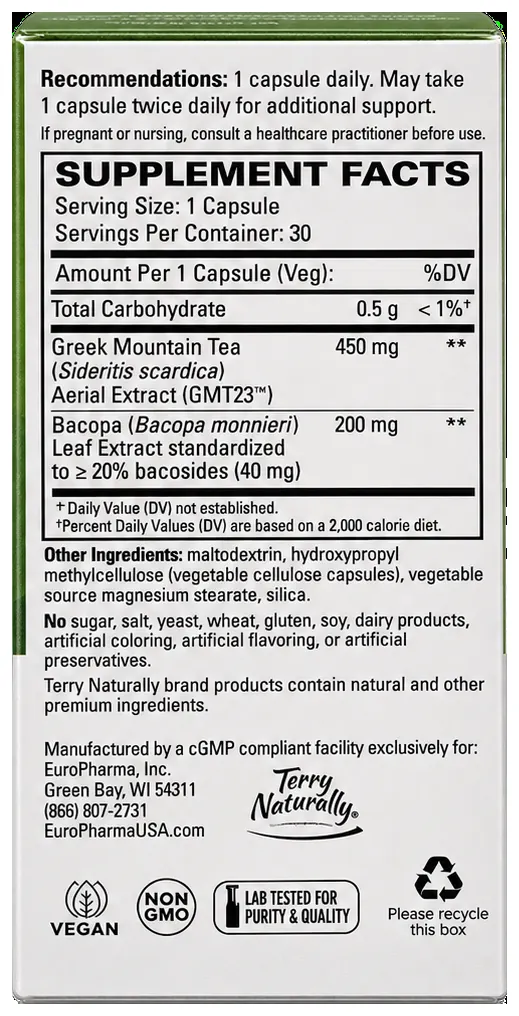 Recommendations: 1 capsule daily. May take
1 capsule twice daily for additional support.
If pregnant or nursing, consult a healthcare practitioner before use.
SUPPLEMENT FACTS
Serving Size: 1 Capsule
Servings Per Container: 30
Amount Per 1 Capsule (Veg): %DV
Total Carbohydrate 0.5 g < 1%†
Greek Mountain Tea 450 mg **
(Sideritis scardica)
Aerial Extract (GMT23™)
Bacopa (Bacopa monnieri) 200 mg **
Leaf Extract standardized
to ≥ 20% bacosides (40 mg)
† Daily Value (DV) not established.
†Percent Daily Values (DV) are based on a 2,000 calorie diet.
Other Ingredients: maltodextrin, hydroxypropyl
methylcellulose (vegetable cellulose capsules), vegetable
source magnesium stearate, silica.
No sugar, salt, yeast, wheat, gluten, soy, dairy products,
artificial coloring, artificial flavoring, or artificial
preservatives.
Terry Naturally brand products contain natural and other
premium ingredients.
Manufactured by a cGMP compliant facility exclusively for:
EuroPharma, Inc.
Green Bay, WI 54311
(866) 807-2731
EuroPharmaUSA.com
Terry
Naturally®
VEGAN
NON
GMO
LAB TESTED FOR
PURITY & QUALITY
Please recycle
this box